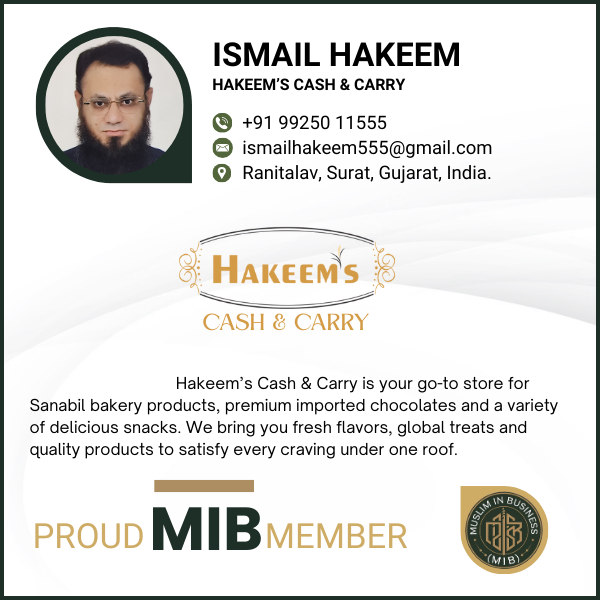 ISMAIL HAKEEM
HAKEEM’S CASH & CARRY
+91 99250 11555
ismailhakeem555@gmail.com
Ranitalav, Surat, Gujarat, India.
HAKEEM'S
CASH & CARRY
Hakeem’s Cash & Carry is your go-to store for
Sanabil bakery products, premium imported chocolates and a variety
of delicious snacks. We bring you fresh flavors, global treats and
quality products to satisfy every craving under one roof.
PROUD MIB MEMBER
MUSLIM IN BUSINESS
(MIB)